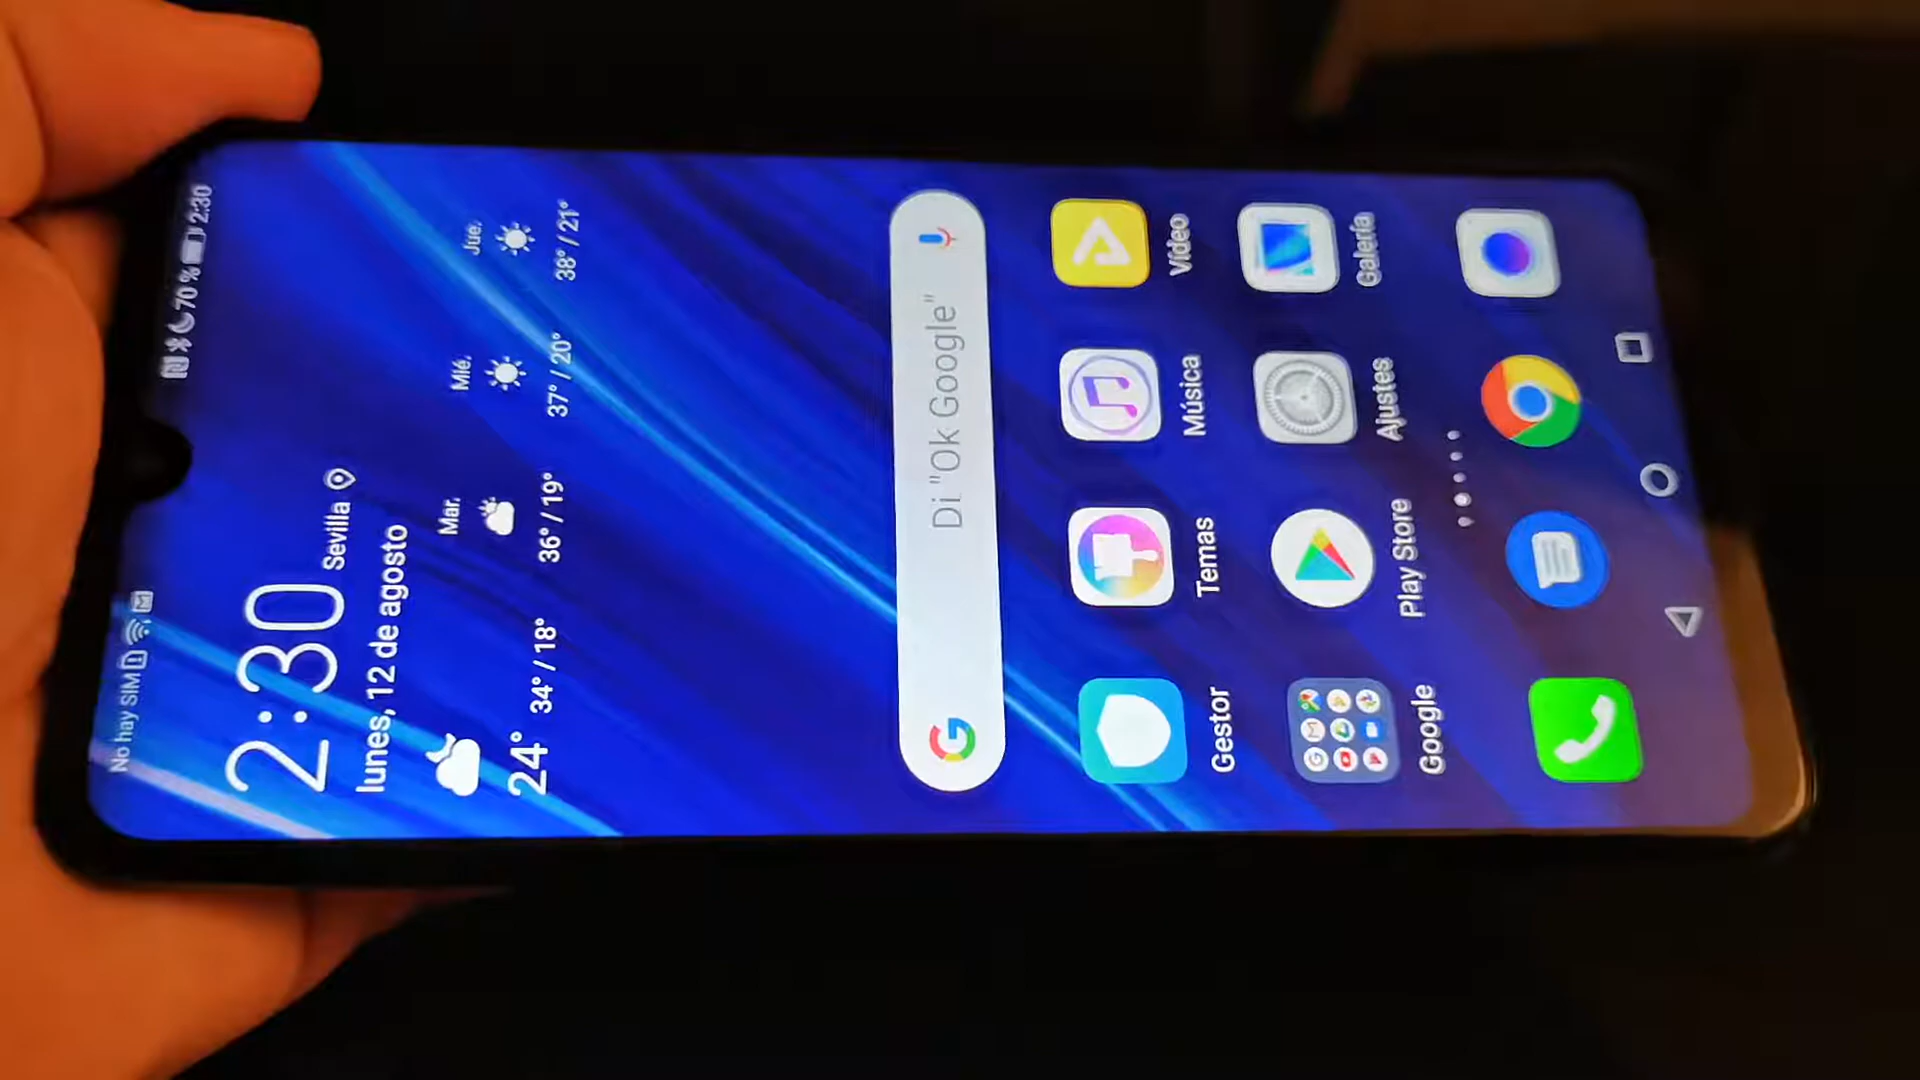 No hay SIM
70 % 2:30
2:30 Sevilla
lunes, 12 de agosto
24° 34° / 18°
Mar. Mié. Jue.
36° / 19° 37° / 20° 38° / 21°
G Di "Ok Google"
Gestor Temas Música Vídeo
Google Play Store Ajustes Galería